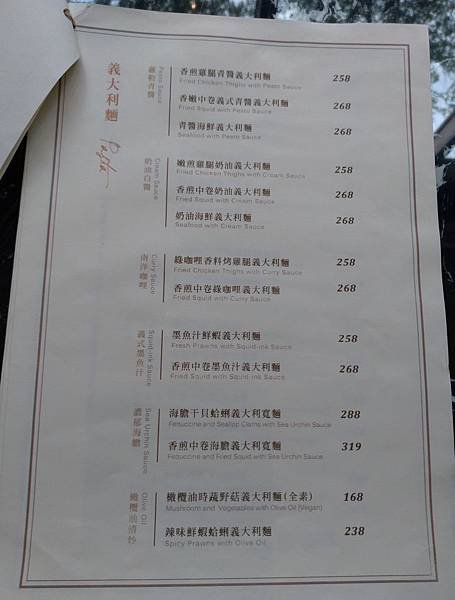 義大利麵
Pasta
羅勒青醬
Pesto Sauce
香煎雞腿青醬義大利麵 258
Fried Chicken Thighs with Pesto Sauce
香嫩中卷義式青醬義大利麵 268
Fried Squid with Pesto Sauce
青醬海鮮義大利麵 268
Seafood with Pesto Sauce
奶油白醬
Cream Sauce
嫩煎雞腿奶油義大利麵 258
Fried Chicken Thighs with Cream Sauce
香煎中卷奶油義大利麵 268
Fried Squid with Cream Sauce
奶油海鮮義大利麵 268
Seafood with Cream Sauce
南洋咖哩
Curry Sauce
綠咖哩香料烤雞腿義大利麵 258
Fried Chicken Thighs with Curry Sauce
香煎中卷綠咖哩義大利麵 268
Fried Squid with Curry Sauce
義式墨魚汁
Squid-ink Sauce
墨魚汁鮮蝦義大利麵 258
Fresh Prawns with Squid-ink Sauce
香煎中卷墨魚汁義大利麵 268
Fried Squid with Squid-ink Sauce
濃郁海膽
Sea Urchin Sauce
海膽干貝蛤蜊義大利寬麵 288
Fettuccine and Scallop Clams with Sea Urchin Sauce
香煎中卷海膽義大利寬麵 319
Fettuccine and Fried Squid with Sea Urchin Sauce
橄欖油清炒
Olive Oil
橄欖油時蔬野菇義大利麵(全素) 168
Mushroom and Vegetables with Olive Oil (Vegan)
辣味鮮蝦蛤蜊義大利麵 238
Spicy Prawns with Olive Oil